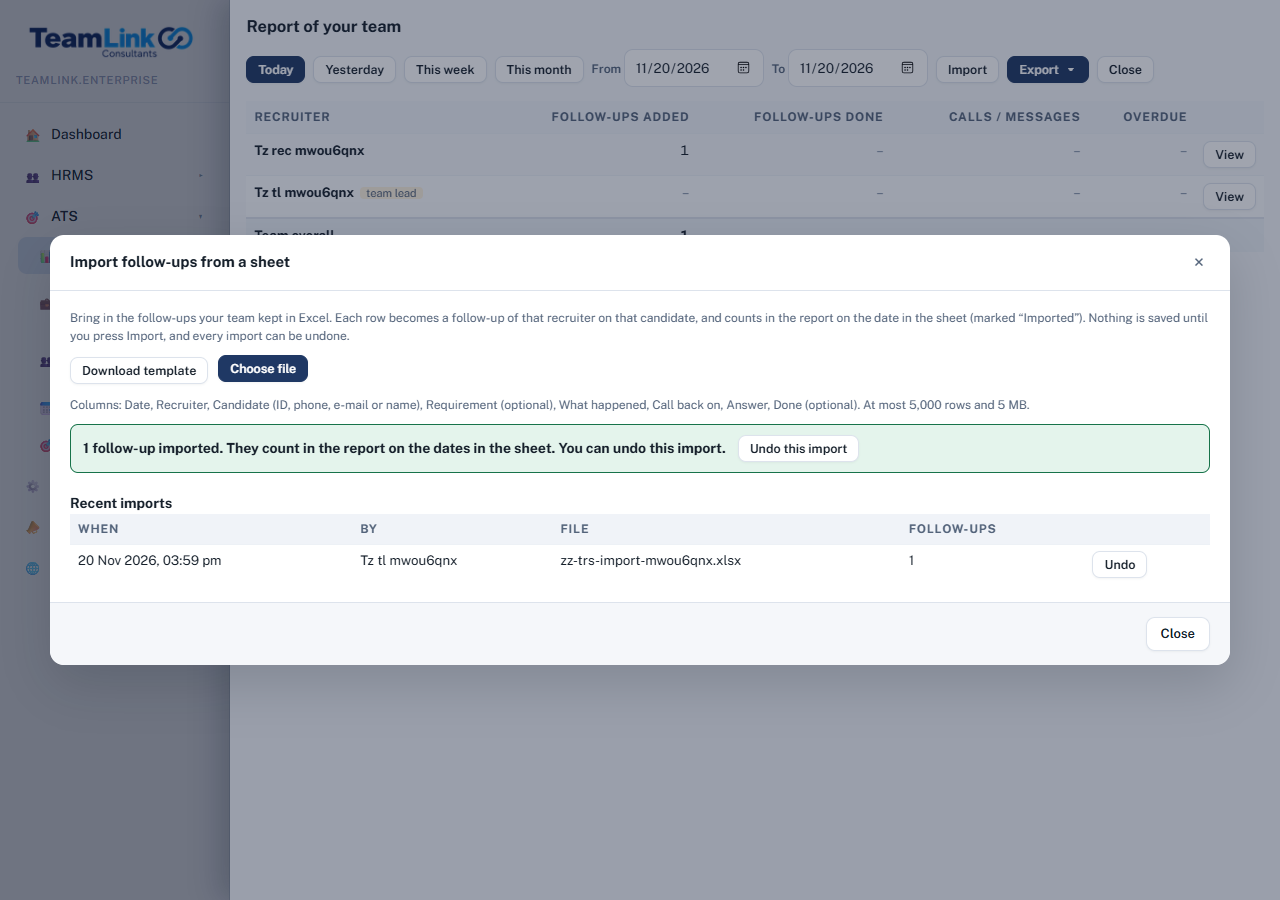 TeamLink
Consultants
TEAMLINK.ENTERPRISE
Dashboard
HRMS
ATS
Report of your team
Today Yesterday This week This month From 11/20/2026 To 11/20/2026 Import Export Close
RECRUITER FOLLOW-UPS ADDED FOLLOW-UPS DONE CALLS / MESSAGES OVERDUE
Tz rec mwou6qnx 1 – – – View
Tz tl mwou6qnx team lead – – – – View
Team overall 1
Import follow-ups from a sheet ×
Bring in the follow-ups your team kept in Excel. Each row becomes a follow-up of that recruiter on that candidate, and counts in the report on the date in the sheet (marked “Imported”). Nothing is saved until
you press Import, and every import can be undone.
Download template Choose file
Columns: Date, Recruiter, Candidate (ID, phone, e-mail or name), Requirement (optional), What happened, Call back on, Answer, Done (optional). At most 5,000 rows and 5 MB.
1 follow-up imported. They count in the report on the dates in the sheet. You can undo this import. Undo this import
Recent imports
WHEN BY FILE FOLLOW-UPS
20 Nov 2026, 03:59 pm Tz tl mwou6qnx zz-trs-import-mwou6qnx.xlsx 1 Undo
Close